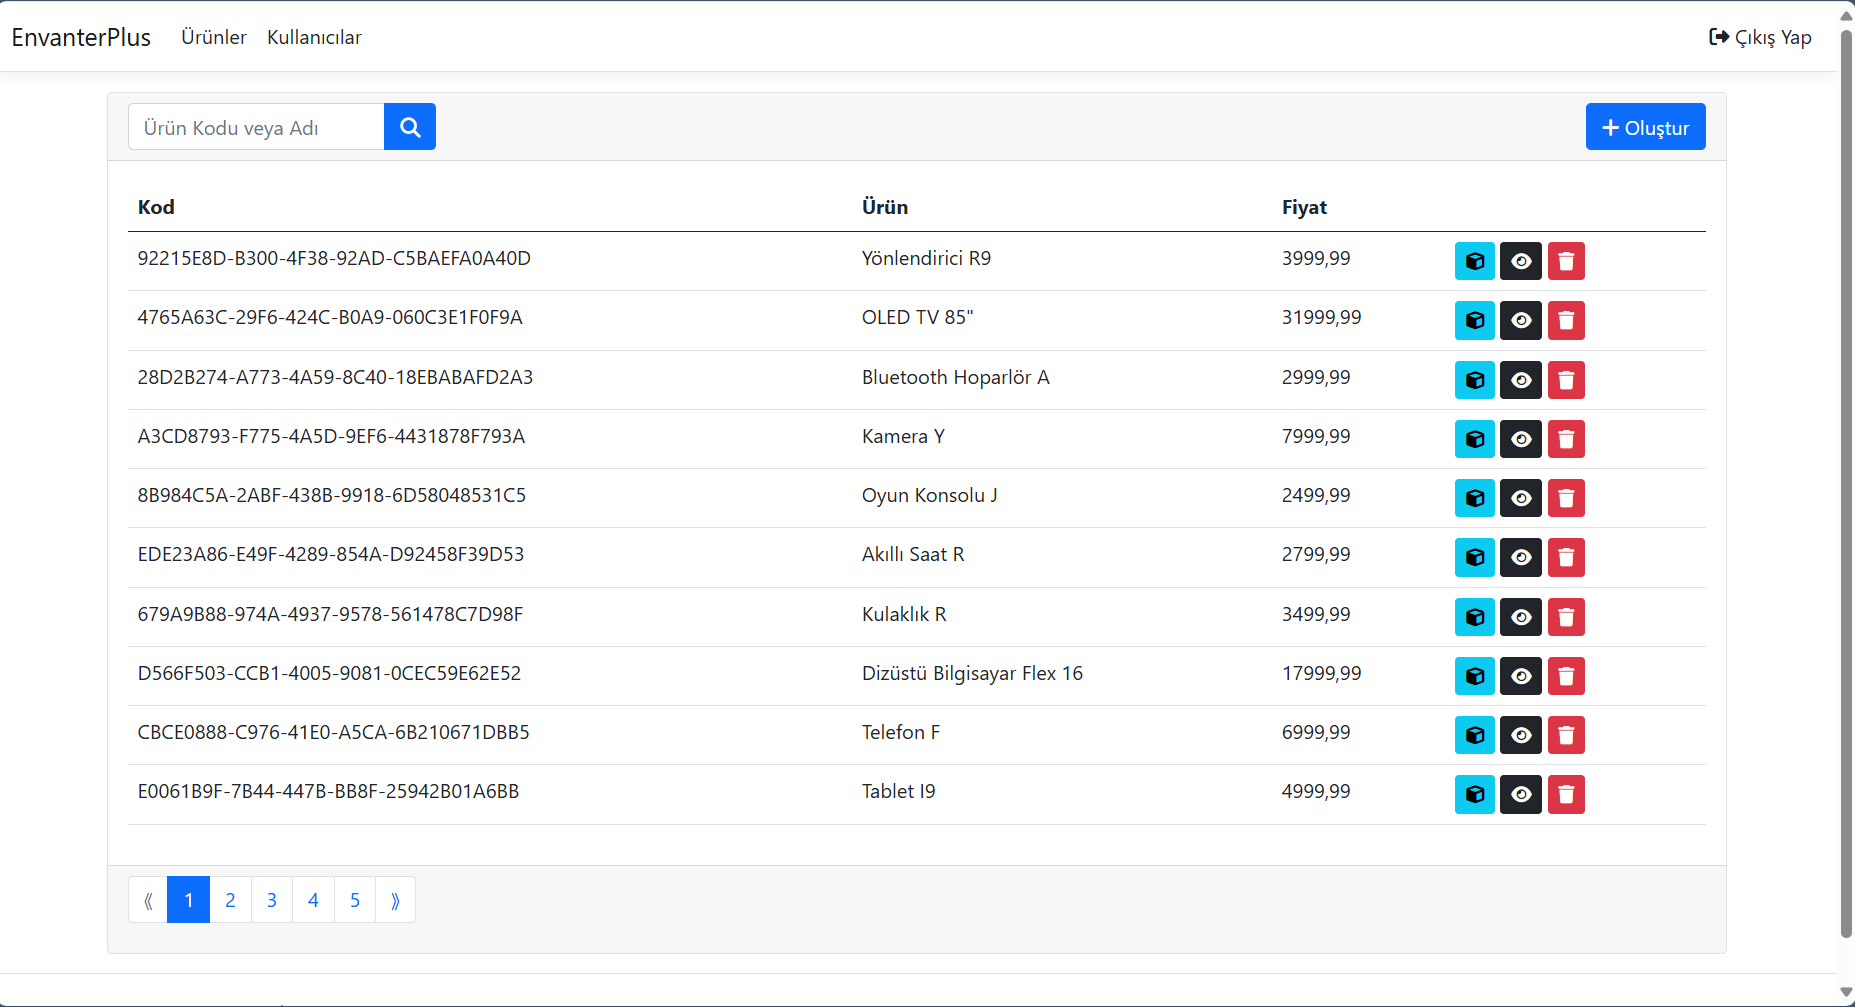 EnvanterPlus Ürünler Kullanıcılar Çıkış Yap
Ürün Kodu veya Adı Oluştur
Kod Ürün Fiyat
92215E8D-B300-4F38-92AD-C5BAEFA0A40D Yönlendirici R9 3999,99
4765A63C-29F6-424C-B0A9-060C3E1F0F9A OLED TV 85" 31999,99
28D2B274-A773-4A59-8C40-18EBABAFD2A3 Bluetooth Hoparlör A 2999,99
A3CD8793-F775-4A5D-9EF6-4431878F793A Kamera Y 7999,99
8B984C5A-2ABF-438B-9918-6D58048531C5 Oyun Konsolu J 2499,99
EDE23A86-E49F-4289-854A-D92458F39D53 Akıllı Saat R 2799,99
679A9B88-974A-4937-9578-561478C7D98F Kulaklık R 3499,99
D566F503-CCB1-4005-9081-0CEC59E62E52 Dizüstü Bilgisayar Flex 16 17999,99
CBCE0888-C976-41E0-A5CA-6B210671DBB5 Telefon F 6999,99
E0061B9F-7B44-447B-BB8F-25942B01A6BB Tablet I9 4999,99
⟪ 1 2 3 4 5 ⟫